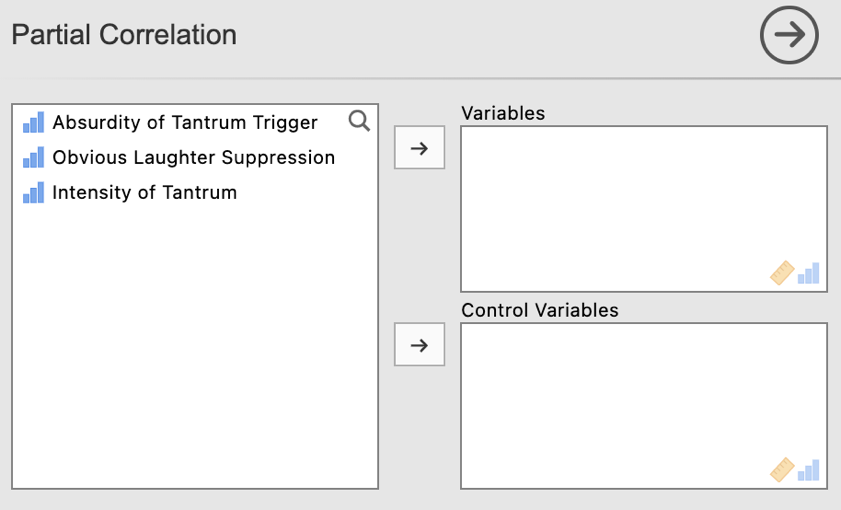 Partial Correlation
Absurdity of Tantrum Trigger
Obvious Laughter Suppression
Intensity of Tantrum
Variables
Control Variables